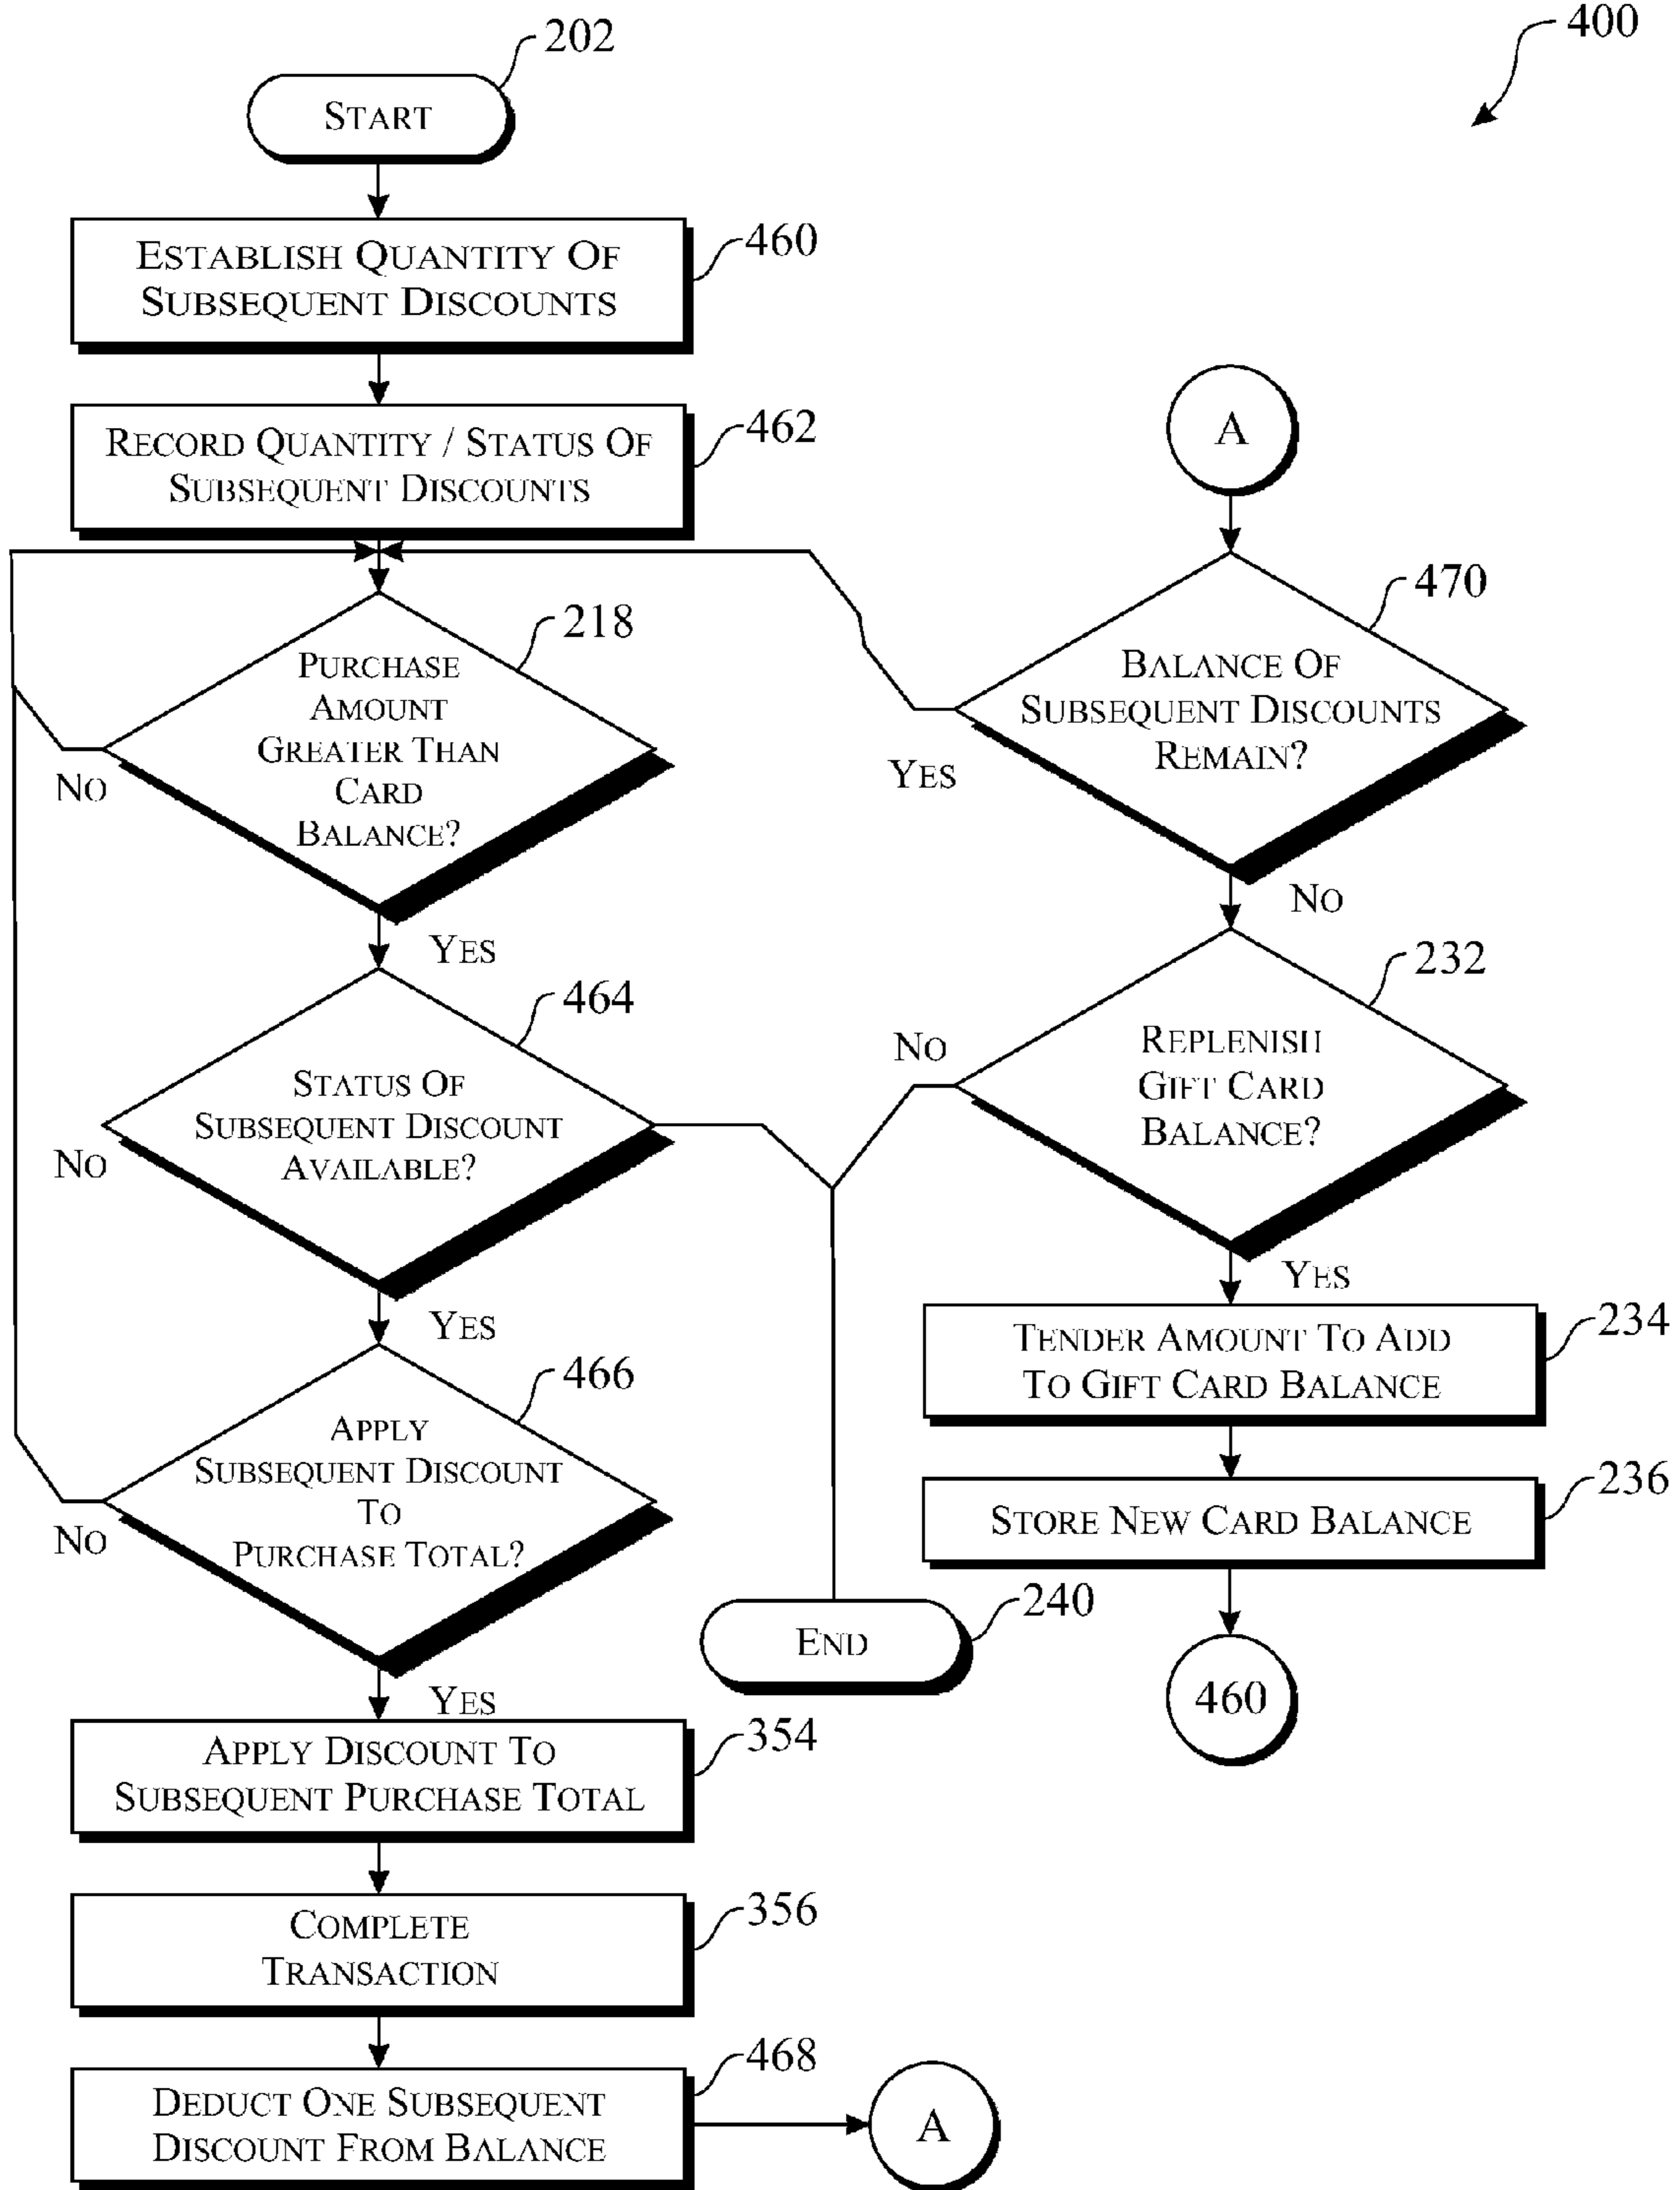 400
202
START
ESTABLISH QUANTITY OF
SUBSEQUENT DISCOUNTS
460
RECORD QUANTITY / STATUS OF
SUBSEQUENT DISCOUNTS
462
PURCHASE
AMOUNT
GREATER THAN
CARD
BALANCE?
218
NO
YES
STATUS OF
SUBSEQUENT DISCOUNT
AVAILABLE?
464
NO
YES
APPLY
SUBSEQUENT DISCOUNT
TO
PURCHASE TOTAL?
466
NO
YES
APPLY DISCOUNT TO
SUBSEQUENT PURCHASE TOTAL
354
COMPLETE
TRANSACTION
356
DEDUCT ONE SUBSEQUENT
DISCOUNT FROM BALANCE
468
A
A
BALANCE OF
SUBSEQUENT DISCOUNTS
REMAIN?
470
YES
NO
REPLENISH
GIFT CARD
BALANCE?
232
NO
YES
TENDER AMOUNT TO ADD
TO GIFT CARD BALANCE
234
STORE NEW CARD BALANCE
236
460
END
240